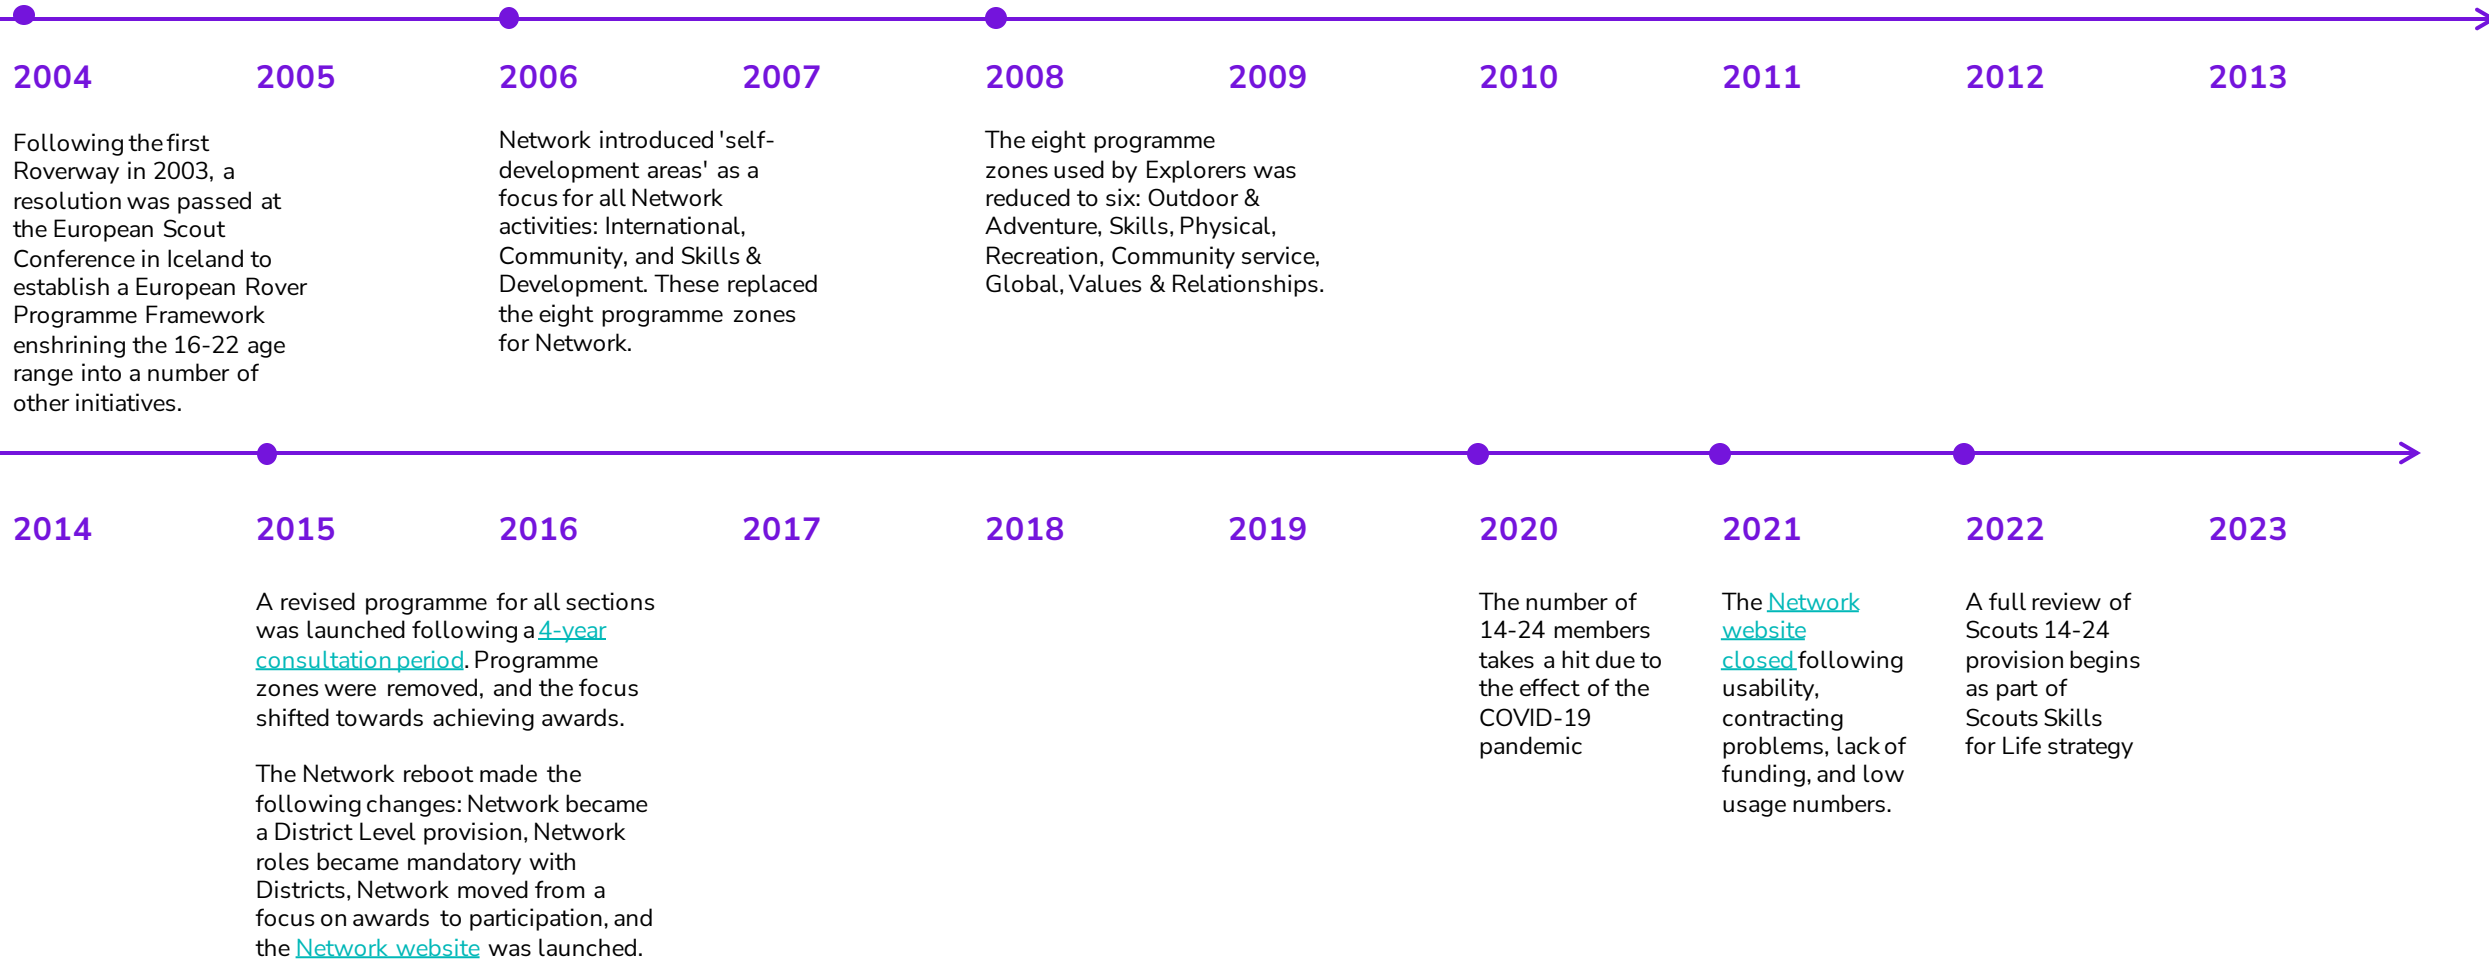 2004 2005 2006 2007 2008 2009 2010 2011 2012 2013
Following the first
Roverway in 2003, a
resolution was passed at
the European Scout
Conference in Iceland to
establish a European Rover
Programme Framework
enshrining the 16-22 age
range into a number of
other initiatives.
Network introduced 'self-
development areas' as a
focus for all Network
activities: International,
Community, and Skills &
Development. These replaced
the eight programme zones
for Network.
The eight programme
zones used by Explorers was
reduced to six: Outdoor &
Adventure, Skills, Physical,
Recreation, Community service,
Global, Values & Relationships.
2014 2015 2016 2017 2018 2019 2020 2021 2022 2023
A revised programme for all sections
was launched following a 4-year
consultation period. Programme
zones were removed, and the focus
shifted towards achieving awards.
The Network reboot made the
following changes: Network became
a District Level provision, Network
roles became mandatory with
Districts, Network moved from a
focus on awards to participation, and
the Network website was launched.
The number of
14-24 members
takes a hit due to
the effect of the
COVID-19
pandemic
The Network
website
closed following
usability,
contracting
problems, lack of
funding, and low
usage numbers.
A full review of
Scouts 14-24
provision begins
as part of
Scouts Skills
for Life strategy